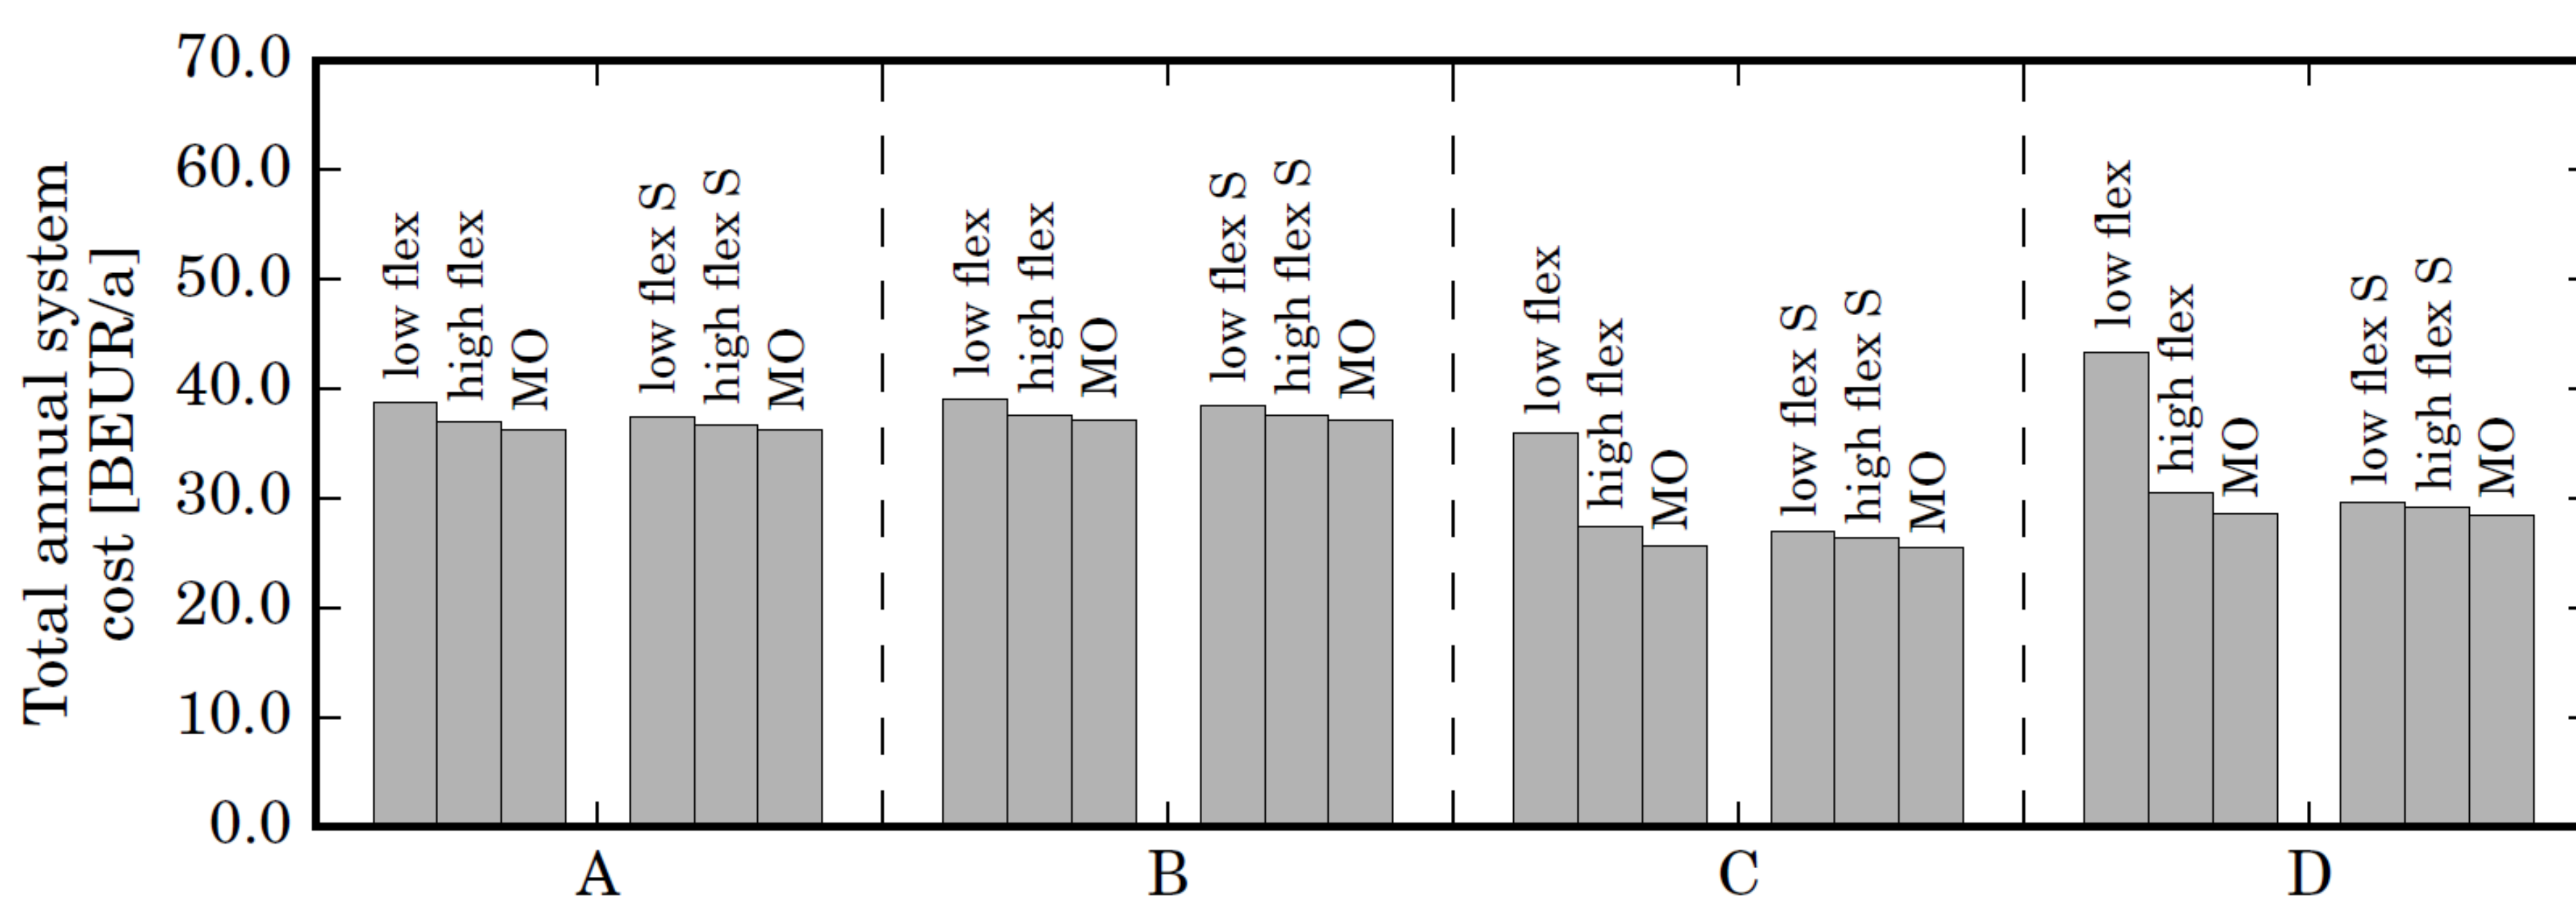 Total annual system
cost [BEUR/a]
70.0
60.0
50.0
40.0
30.0
20.0
10.0
0.0
low flex
high flex
MO
low flex S
high flex S
MO
low flex
high flex
MO
low flex S
high flex S
MO
low flex
high flex
MO
low flex S
high flex S
MO
low flex
high flex
MO
low flex S
high flex S
MO
A
B
C
D